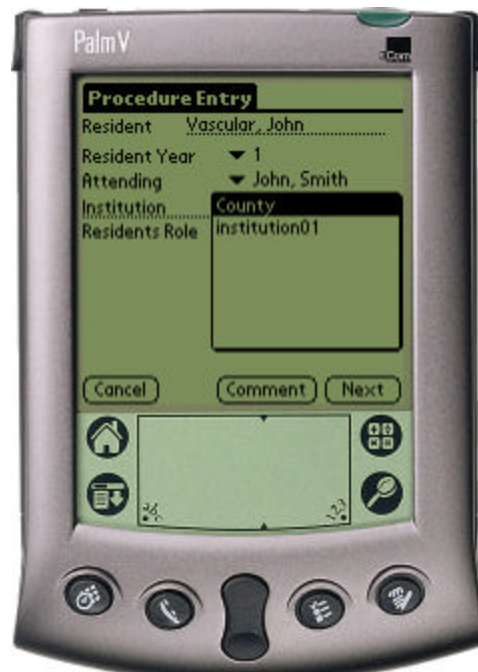 Palm V
3Com
Procedure Entry
Resident Vascular, John
Resident Year 1
Attending John, Smith
Institution County
Residents Role institution01
Cancel Comment Next
123